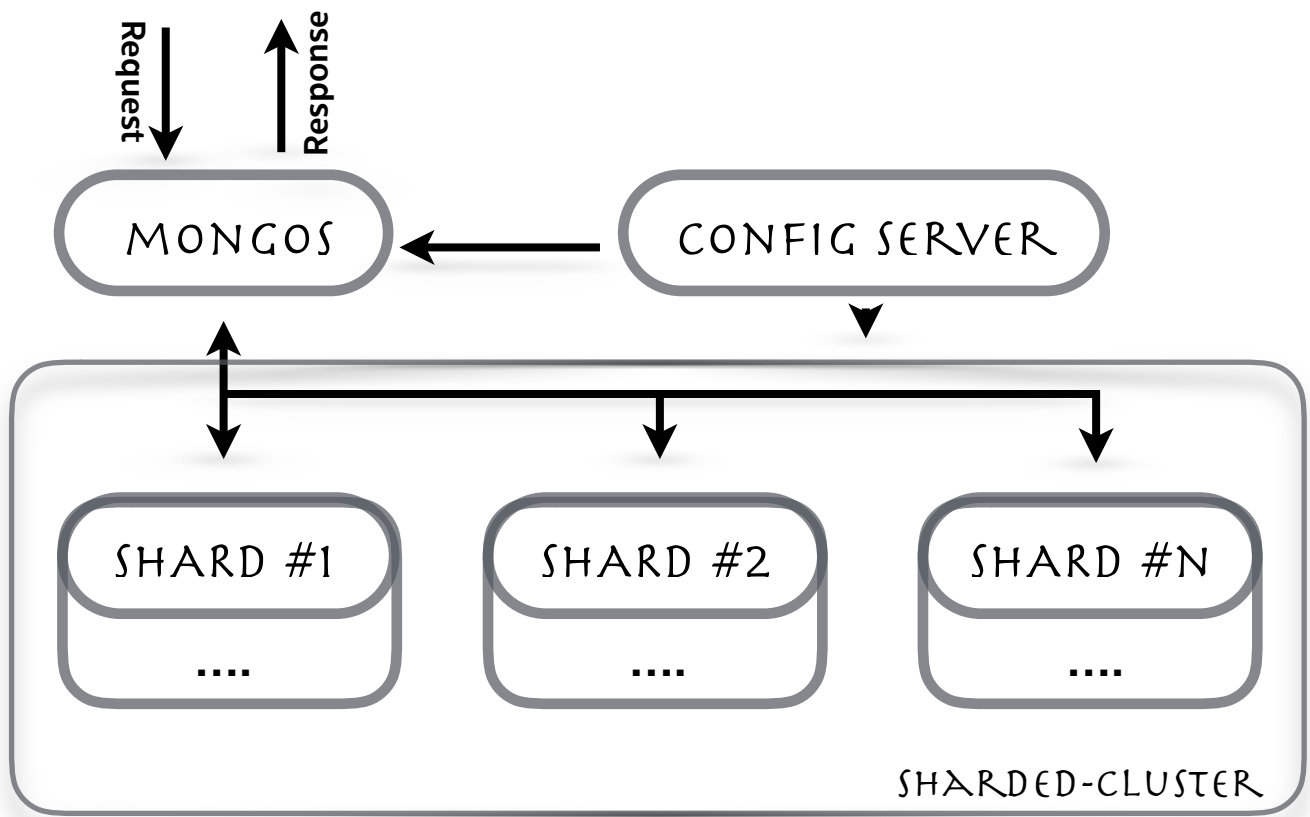 Request
Response
MONGOS
CONFIG SERVER
SHARD #1
SHARD #2
SHARD #N
....
....
....
SHARDED-CLUSTER